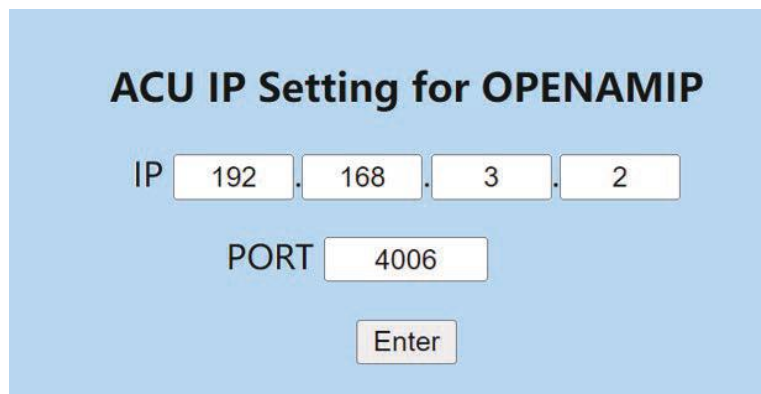 ACU IP Setting for OPENAMIP
IP 192 . 168 . 3 . 2
PORT 4006
Enter